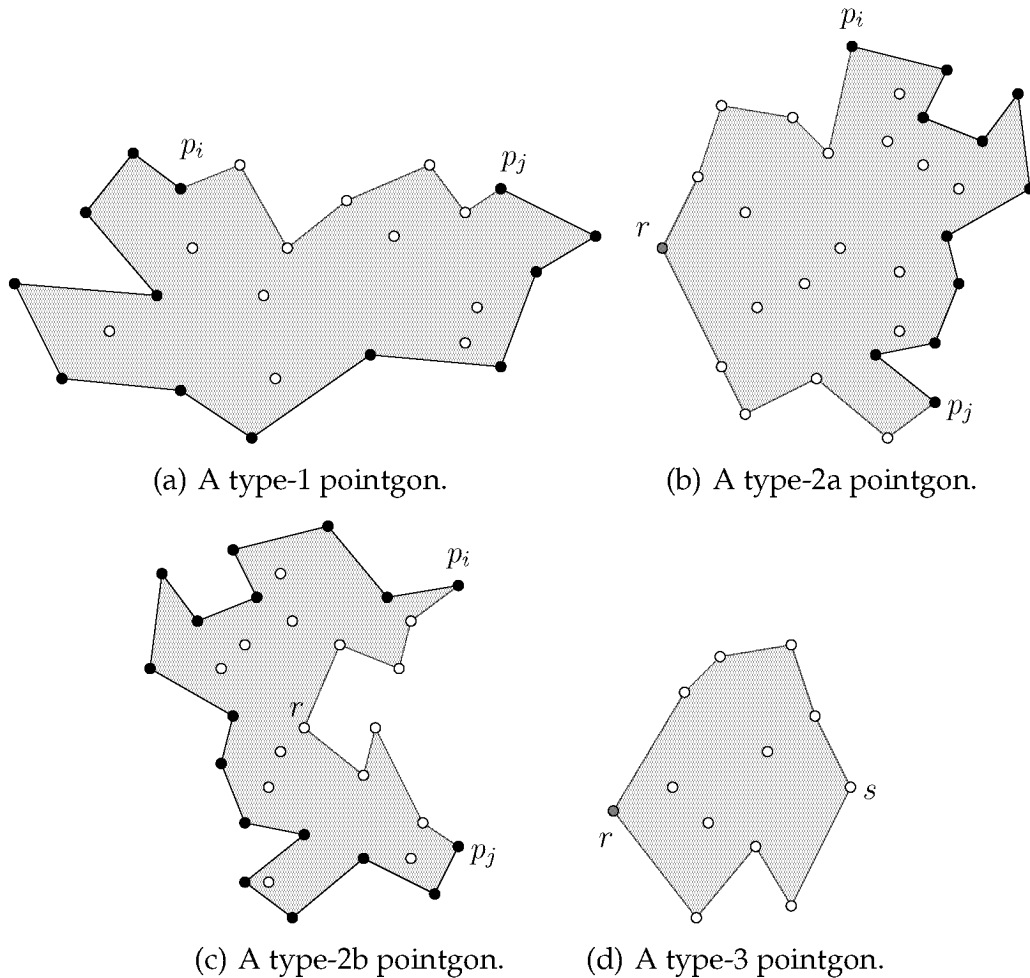 p_i
p_i
p_j
r
p_j
(a) A type-1 pointgon.
(b) A type-2a pointgon.
p_i
r
p_j
s
r
(c) A type-2b pointgon.
(d) A type-3 pointgon.